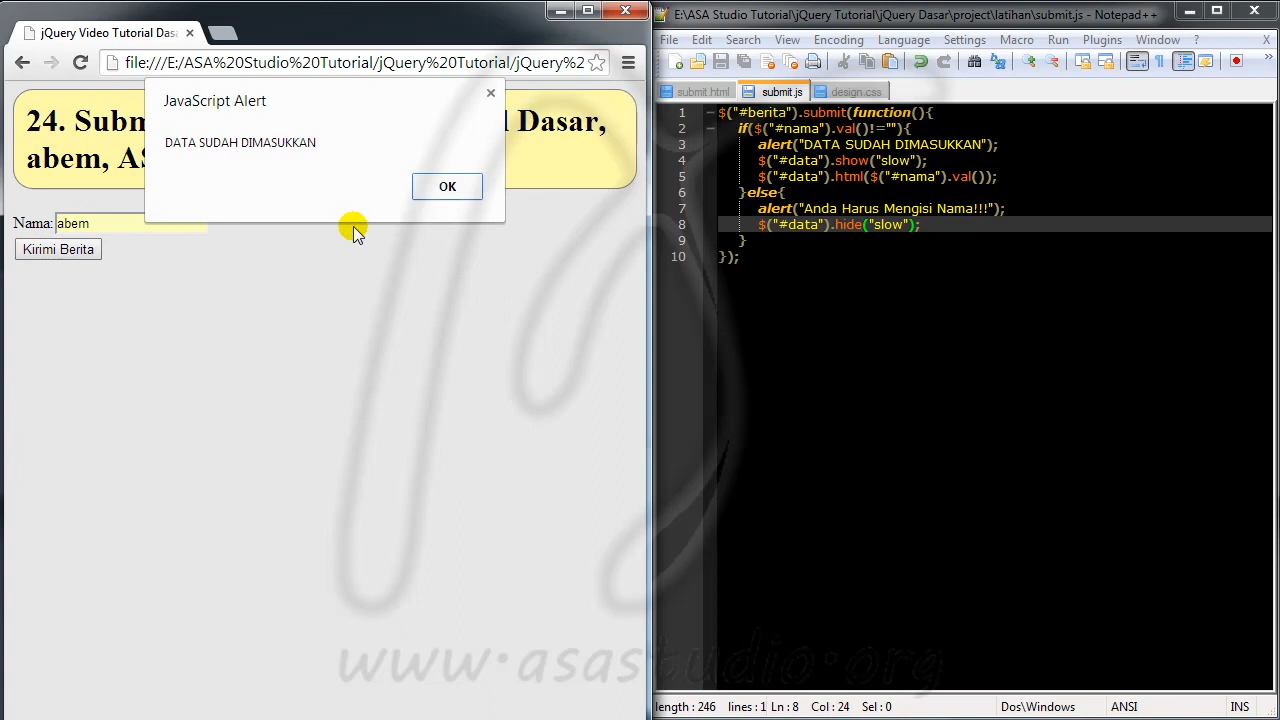 jQuery Video Tutorial Dasa
file:///E:/ASA%20Studio%20Tutorial/jQuery%20Tutorial/jQuery%2
24. Subm
l Dasar,
abem, AS
JavaScript Alert
DATA SUDAH DIMASUKKAN
OK
Nama: abem
Kirimi Berita
E:\ASA Studio Tutorial\jQuery Tutorial\jQuery Dasar\project\latihan\submit.js - Notepad++
File Edit Search View Encoding Language Settings Macro Run Plugins Window ? X
submit.html submit.js design.css
1 $("#berita").submit(function(){
2 if($("#nama").val()!=""){
3 alert("DATA SUDAH DIMASUKKAN");
4 $("#data").show("slow");
5 $("#data").html($("#nama").val());
6 }else{
7 alert("Anda Harus Mengisi Nama!!!");
8 $("#data").hide("slow");
9 }
10 });
www.asastudio.org
length : 246 lines : 1 Ln : 8 Col : 24 Sel : 0 Dos\Windows ANSI INS